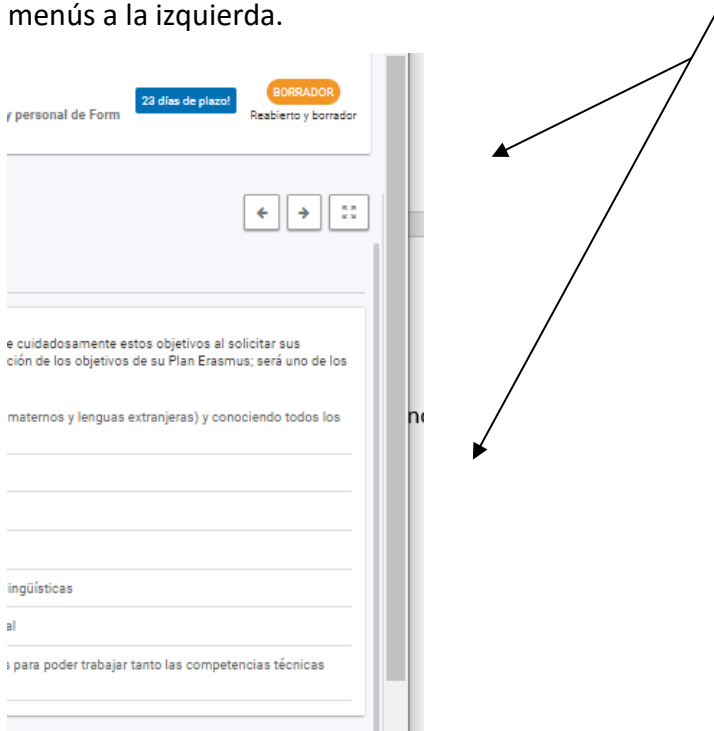 menús a la izquierda.
BORRADOR
23 días de plazo!
y personal de Form
Reabierto y borrador
e cuidadosamente estos objetivos al solicitar sus
ción de los objetivos de su Plan Erasmus; será uno de los
maternos y lenguas extranjeras) y conociendo todos los
ingüísticas
al
s para poder trabajar tanto las competencias técnicas